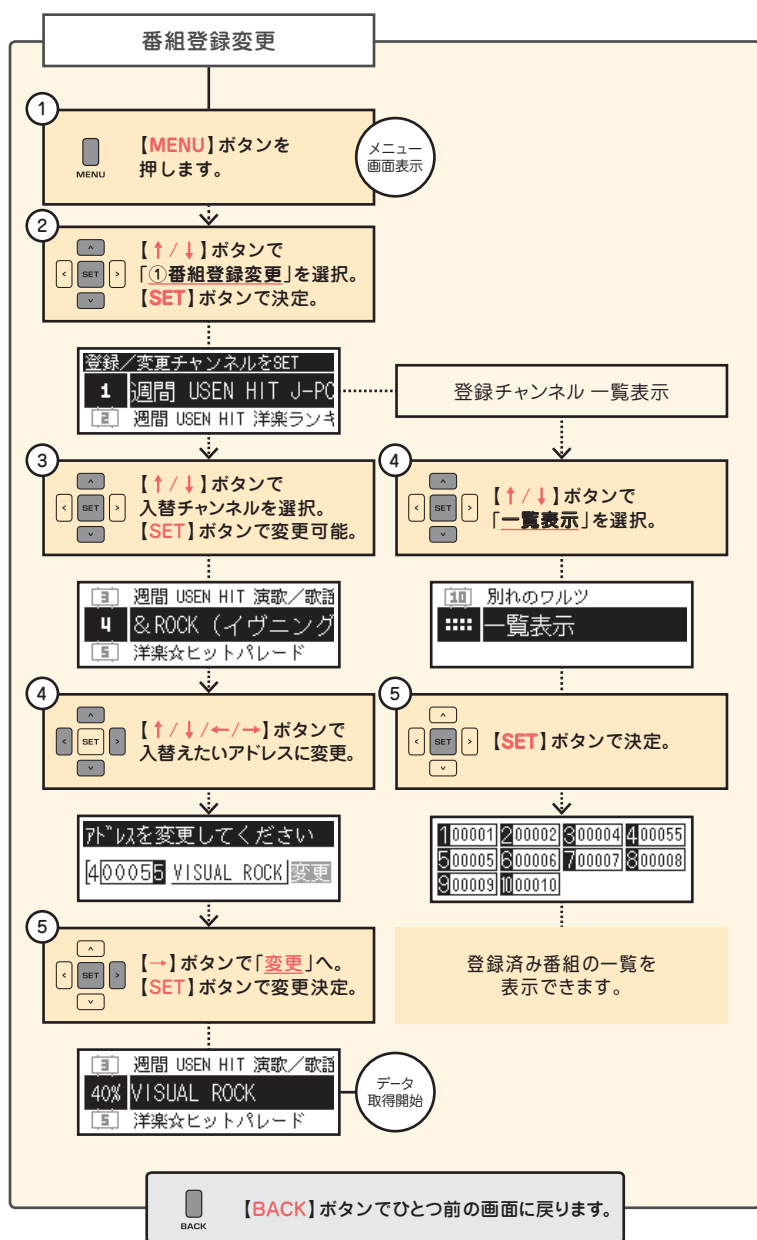 番組登録変更
1
MENU
【MENU】ボタンを
押します。
メニュー
画面表示
2
SET
【↑/↓】ボタンで
「①番組登録変更」を選択。
【SET】ボタンで決定。
登録／変更チャンネルをSET
1 週間 USEN HIT J-PO
2 週間 USEN HIT 洋楽ランキ
登録チャンネル 一覧表示
3
SET
【↑/↓】ボタンで
入替チャンネルを選択。
【SET】ボタンで変更可能。
3 週間 USEN HIT 演歌／歌謡
4 &ROCK (イヴニング
5 洋楽☆ヒットパレード
4
SET
【↑/↓/←/→】ボタンで
入替えたいアドレスに変更。
ｱﾄﾞﾚｽを変更してください
4 00055 VISUAL ROCK 変更
5
SET
【→】ボタンで「変更」へ。
【SET】ボタンで変更決定。
3 週間 USEN HIT 演歌／歌謡
40% VISUAL ROCK
5 洋楽☆ヒットパレード
データ
取得開始
4
SET
【↑/↓】ボタンで
「一覧表示」を選択。
10 別れのワルツ
一覧表示
5
SET
【SET】ボタンで決定。
1 00001 2 00002 3 00004 4 00055
5 00005 6 00006 7 00007 8 00008
9 00009 10 00010
登録済み番組の一覧を
表示できます。
BACK
【BACK】ボタンでひとつ前の画面に戻ります。